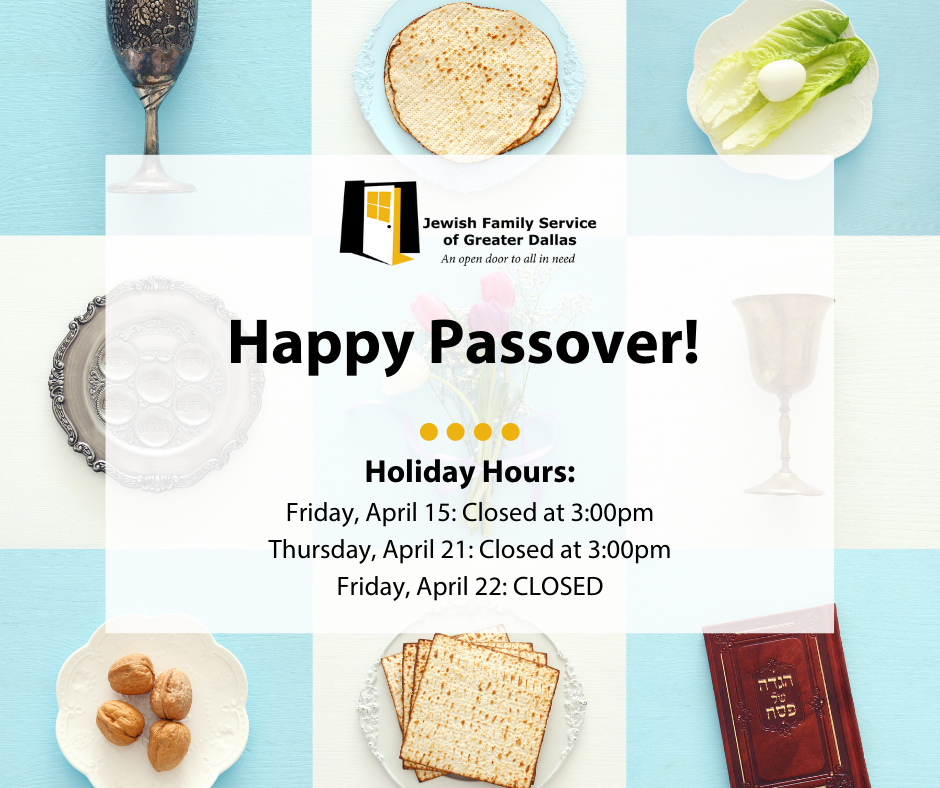 Jewish Family Service
of Greater Dallas
An open door to all in need
Happy Passover!
Holiday Hours:
Friday, April 15: Closed at 3:00pm
Thursday, April 21: Closed at 3:00pm
Friday, April 22: CLOSED
הגדה
של
פסח